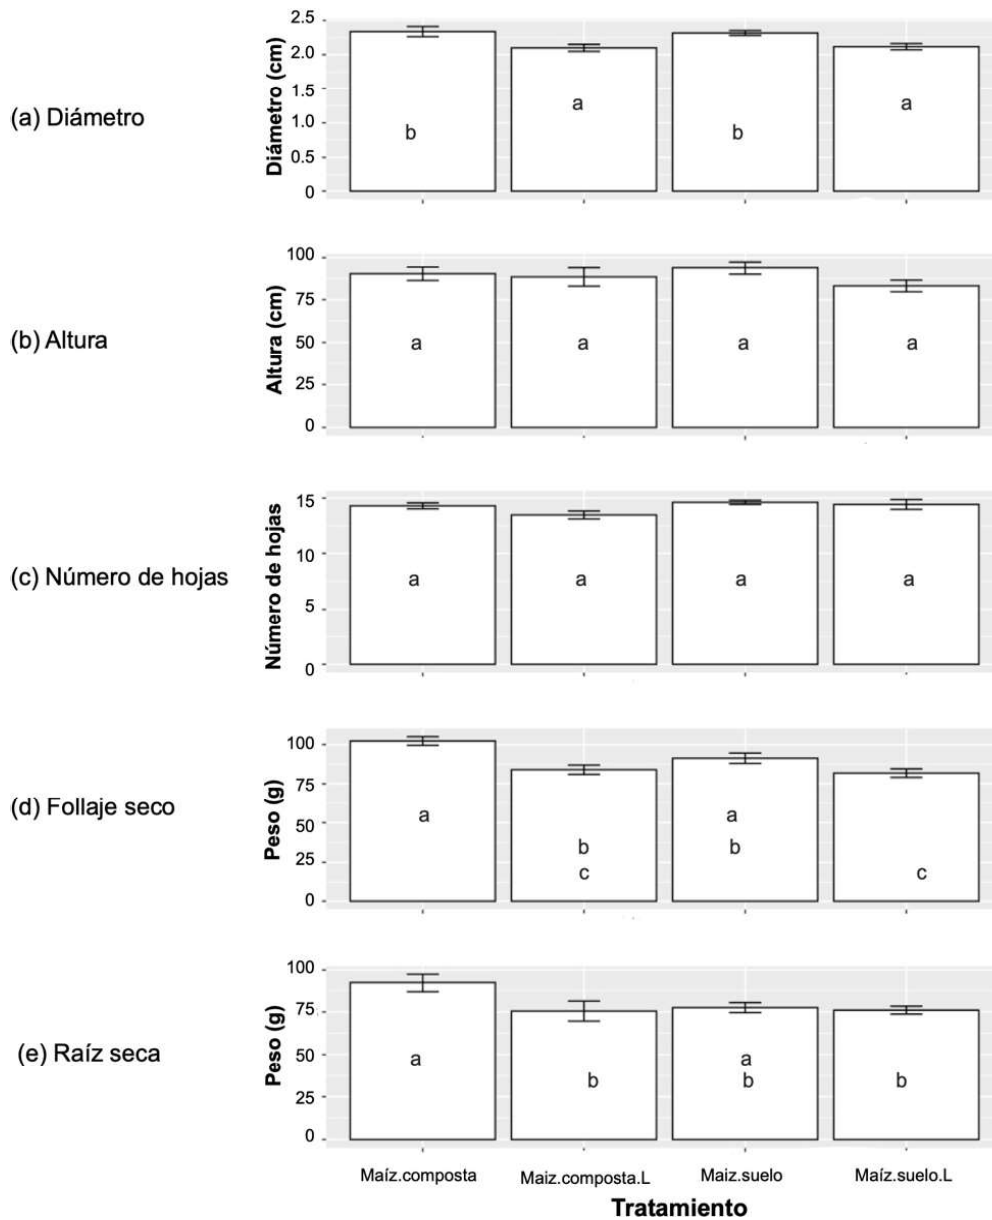 (a) Diámetro
Diámetro (cm)
2.5
2.0
1.5
1.0
0.5
0
b
a
b
a
(b) Altura
Altura (cm)
100
75
50
25
0
a
a
a
a
(c) Número de hojas
Número de hojas
15
10
5
0
a
a
a
a
(d) Follaje seco
Peso (g)
100
75
50
25
0
a
b
c
a
b
c
(e) Raíz seca
Peso (g)
100
75
50
25
0
a
b
a
b
b
Maíz.composta
Maiz.composta.L
Maiz.suelo
Maíz.suelo.L
Tratamiento